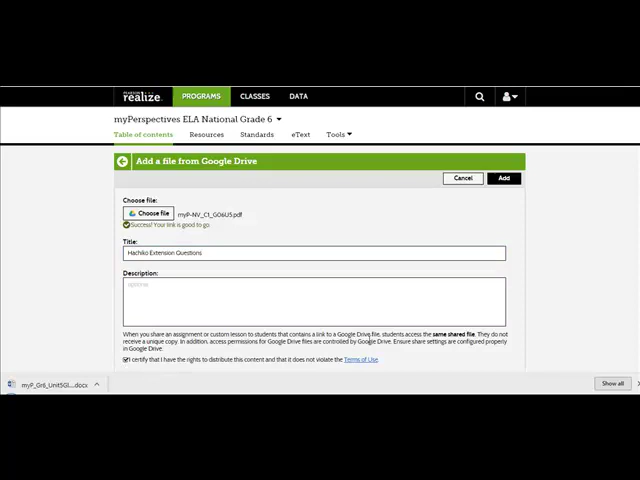 PEARSON
realize.
PROGRAMS
CLASSES
DATA
myPerspectives ELA National Grade 6
Table of contents
Resources
Standards
eText
Tools
Add a file from Google Drive
Cancel
Add
Choose file:
Choose file
myP-NV_C1_GO6U5.pdf
Success! Your link is good to go.
Title:
Hachiko Extension Questions
Description:
optional
When you share an assignment or custom lesson to students that contains a link to a Google Drive file, students access the same shared file. They do not
receive a unique copy. In addition, access permissions for Google Drive files are controlled by Google Drive. Ensure share settings are configured properly
in Google Drive.
I certify that I have the rights to distribute this content and that it does not violate the Terms of Use.
myP_Gr6_Unit5Gl....docx
Show all